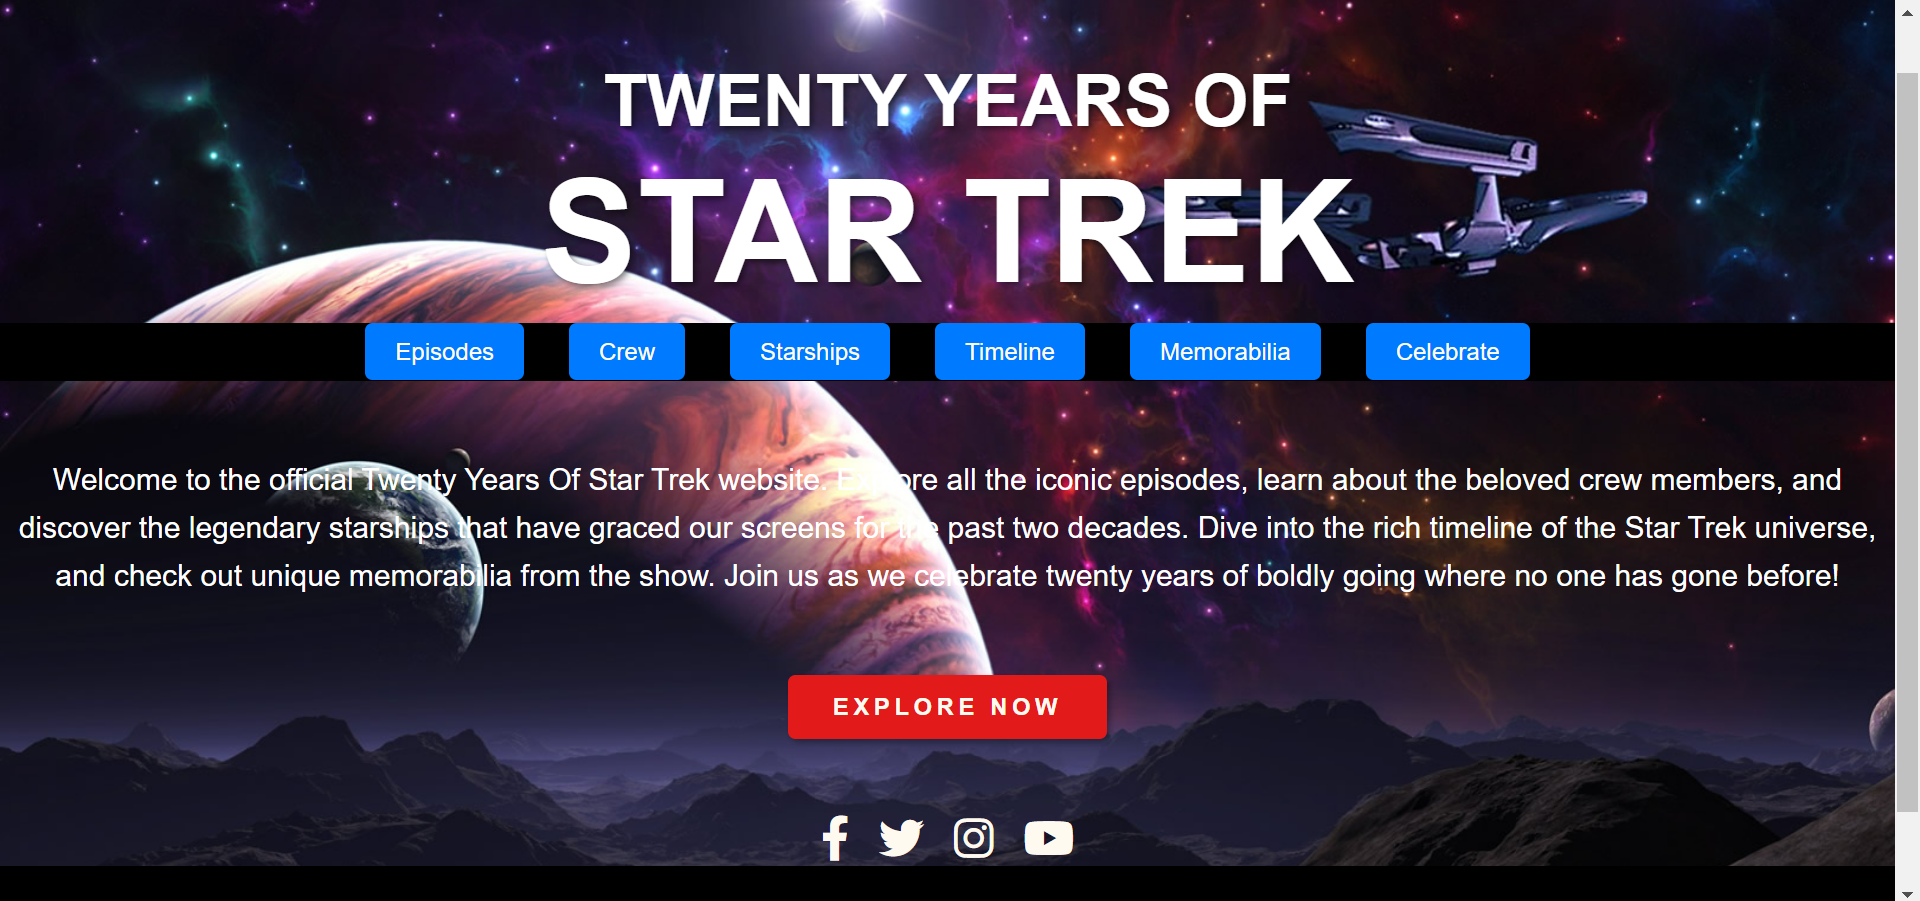 TWENTY YEARS OF
STAR TREK
Episodes Crew Starships Timeline Memorabilia Celebrate
Welcome to the official Twenty Years Of Star Trek website. Explore all the iconic episodes, learn about the beloved crew members, and
discover the legendary starships that have graced our screens for the past two decades. Dive into the rich timeline of the Star Trek universe,
and check out unique memorabilia from the show. Join us as we celebrate twenty years of boldly going where no one has gone before!
EXPLORE NOW